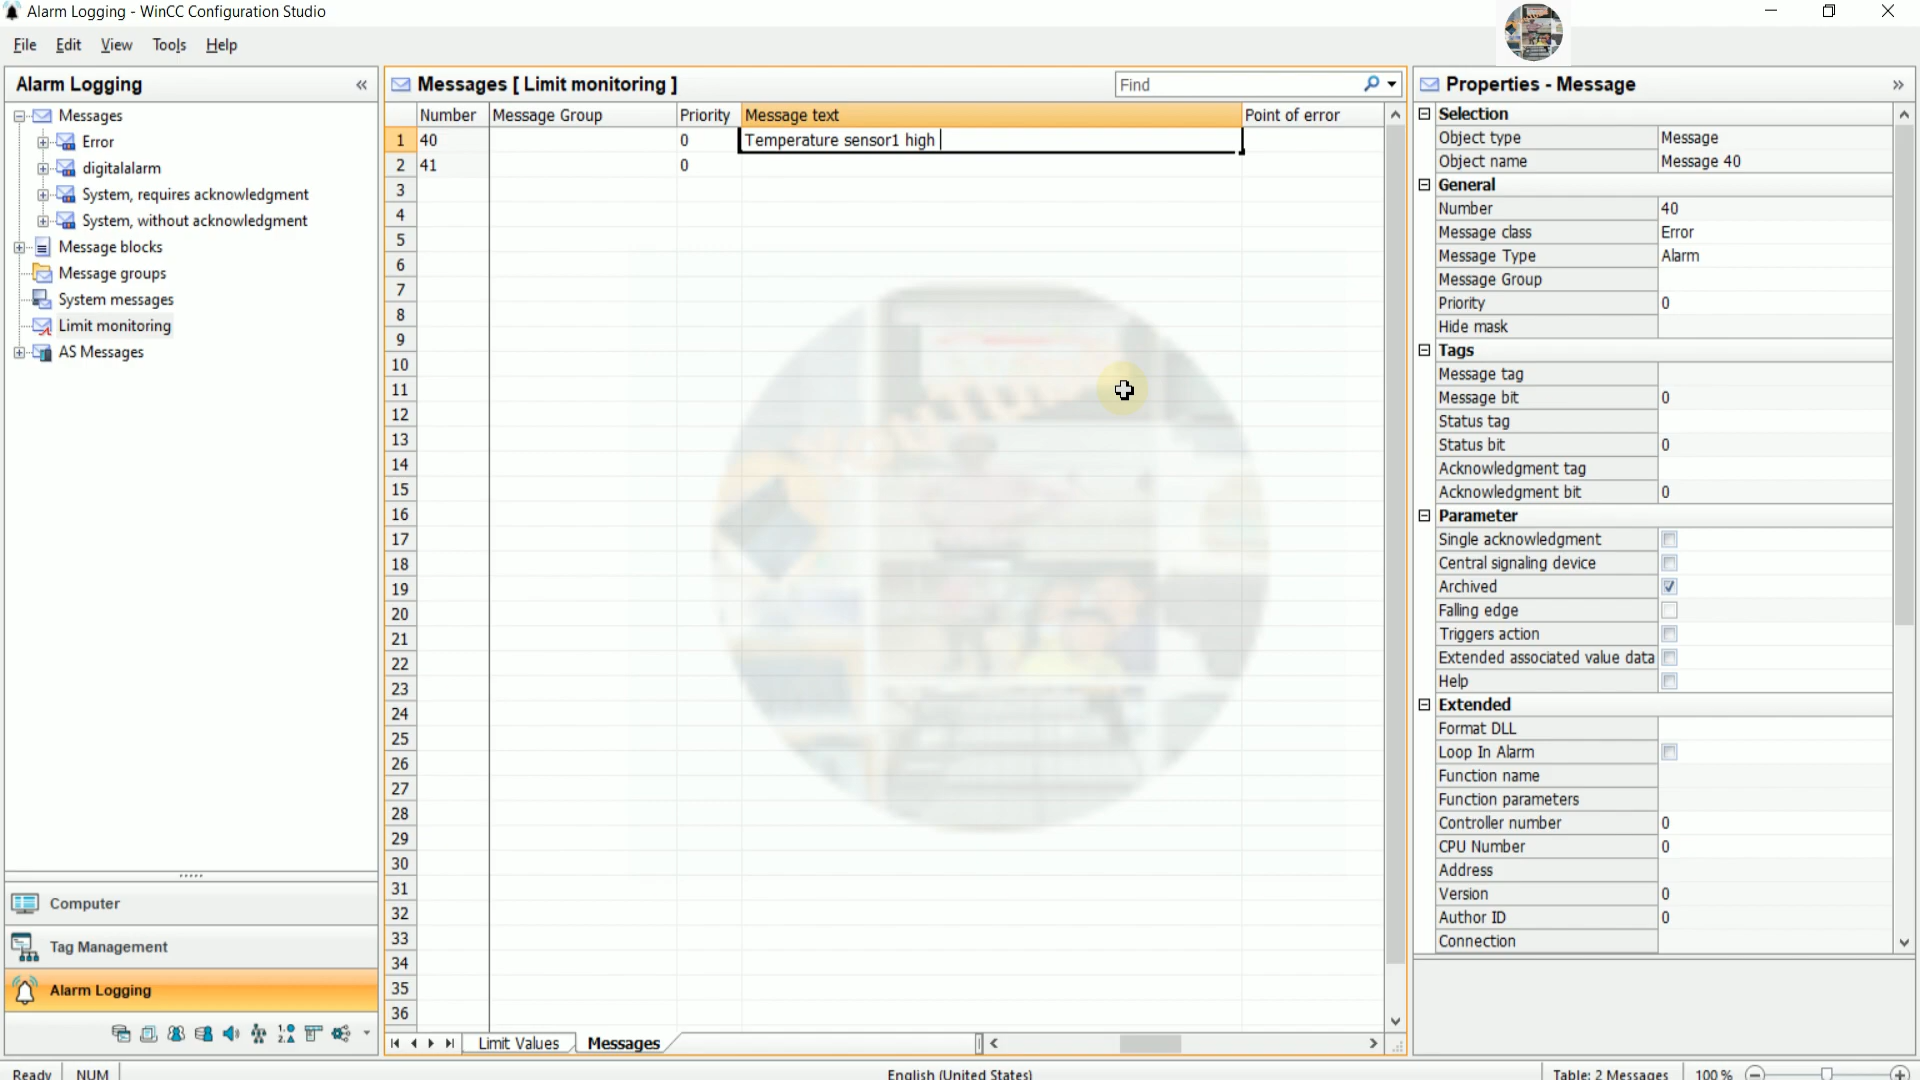 Alarm Logging - WinCC Configuration Studio
File Edit View Tools Help
Alarm Logging «
Messages
Error
digitalalarm
System, requires acknowledgment
System, without acknowledgment
Message blocks
Message groups
System messages
Limit monitoring
AS Messages
Computer
Tag Management
Alarm Logging
Messages [ Limit monitoring ] Find
Number Message Group Priority Message text Point of error
1 40 0 Temperature sensor1 high
2 41 0
3
4
5
6
7
8
9
10
11
12
13
14
15
16
17
18
19
20
21
22
23
24
25
26
27
28
29
30
31
32
33
34
35
36
Limit Values Messages
Properties - Message »
Selection
Object type Message
Object name Message 40
General
Number 40
Message class Error
Message Type Alarm
Message Group
Priority 0
Hide mask
Tags
Message tag
Message bit 0
Status tag
Status bit 0
Acknowledgment tag
Acknowledgment bit 0
Parameter
Single acknowledgment
Central signaling device
Archived
Falling edge
Triggers action
Extended associated value data
Help
Extended
Format DLL
Loop In Alarm
Function name
Function parameters
Controller number 0
CPU Number 0
Address
Version 0
Author ID 0
Connection
Ready NUM English (United States) Table: 2 Messages 100 %